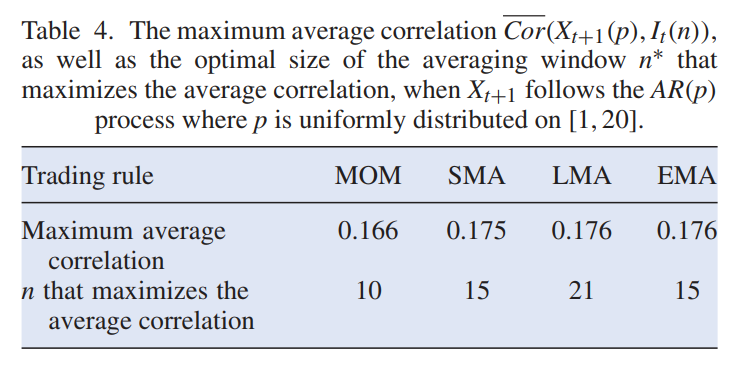 Table 4. The maximum average correlation \overline{Cor}(X_{t+1}(p), I_t(n)),
as well as the optimal size of the averaging window n* that
maximizes the average correlation, when X_{t+1} follows the AR(p)
process where p is uniformly distributed on [1, 20].
Trading rule MOM SMA LMA EMA
Maximum average 0.166 0.175 0.176 0.176
correlation
n that maximizes the 10 15 21 15
average correlation